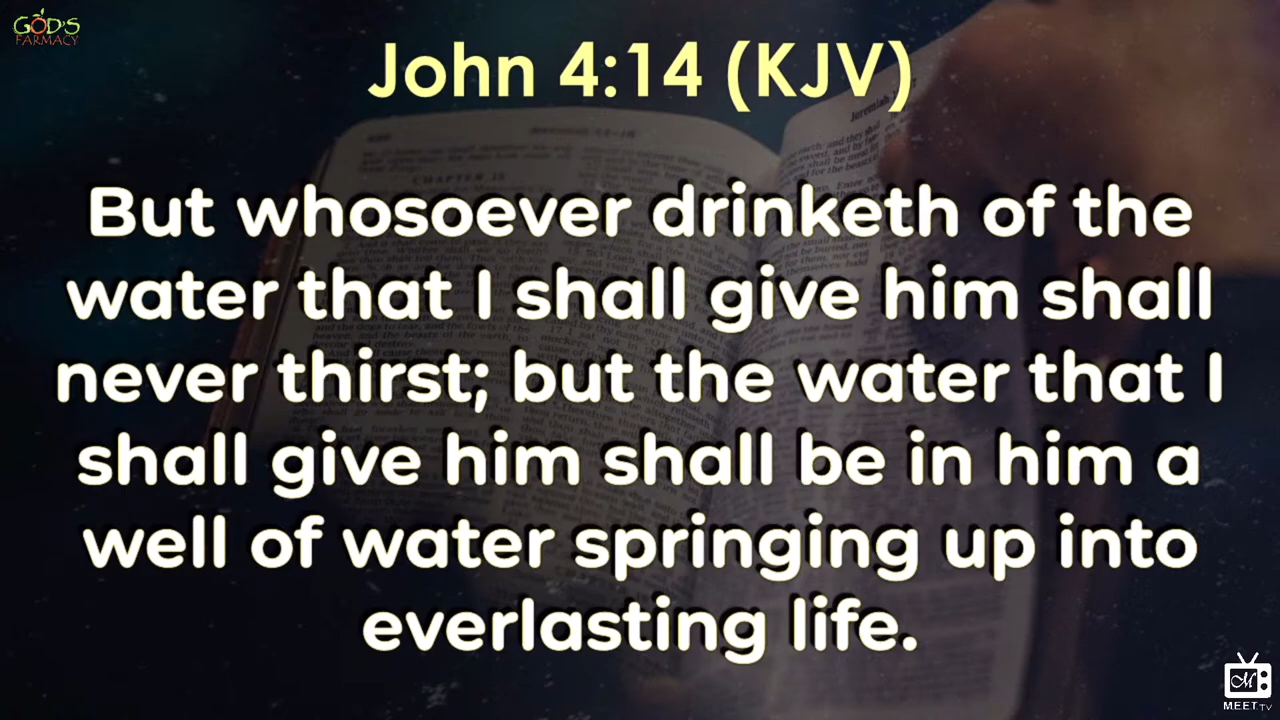 GOD'S
FARMACY
John 4:14 (KJV)
But whosoever drinketh of the
water that I shall give him shall
never thirst; but the water that I
shall give him shall be in him a
well of water springing up into
everlasting life.
M
MEET TV